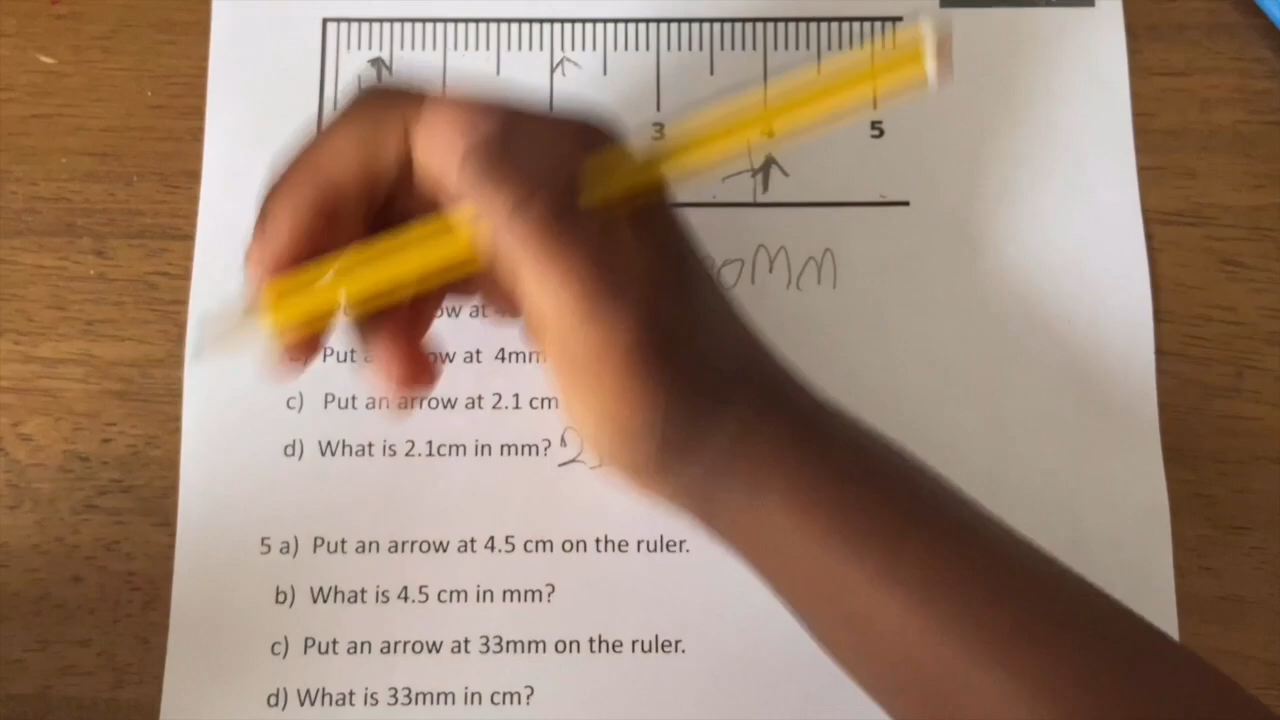 3 5
mm
ow at
Put ow at 4mm
c) Put an arrow at 2.1 cm
d) What is 2.1cm in mm? 2
5 a) Put an arrow at 4.5 cm on the ruler.
b) What is 4.5 cm in mm?
c) Put an arrow at 33mm on the ruler.
d) What is 33mm in cm?